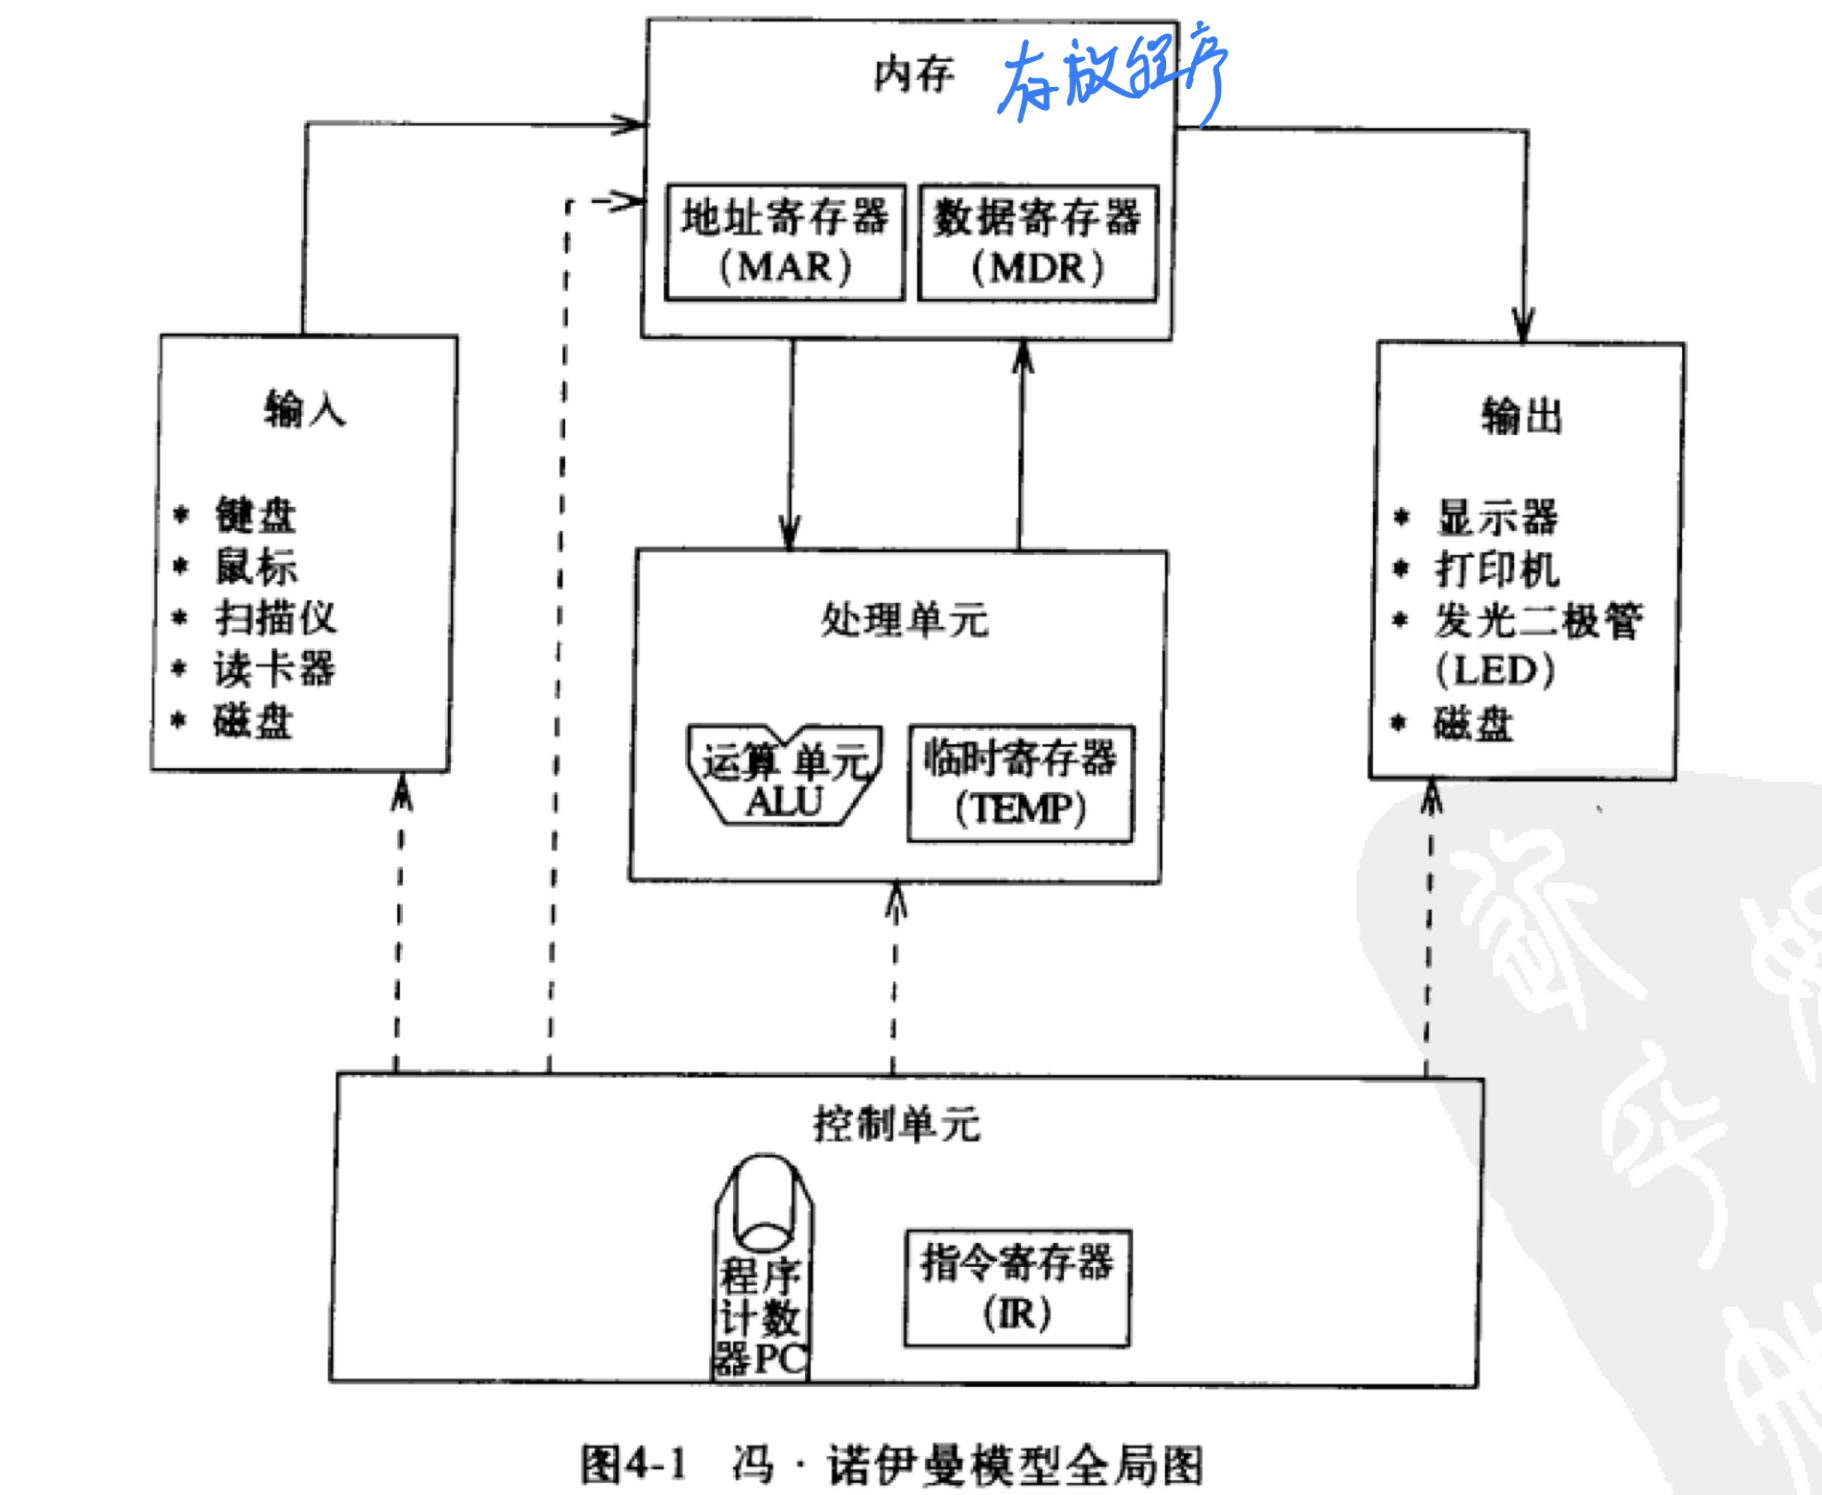 内存 存放程序
地址寄存器
(MAR)
数据寄存器
(MDR)
输入
* 键盘
* 鼠标
* 扫描仪
* 读卡器
* 磁盘
处理单元
运算 单元
ALU
临时寄存器
(TEMP)
输出
* 显示器
* 打印机
* 发光二极管
(LED)
* 磁盘
控制单元
程序
计数
器PC
指令寄存器
(IR)
图4-1 冯·诺伊曼模型全局图